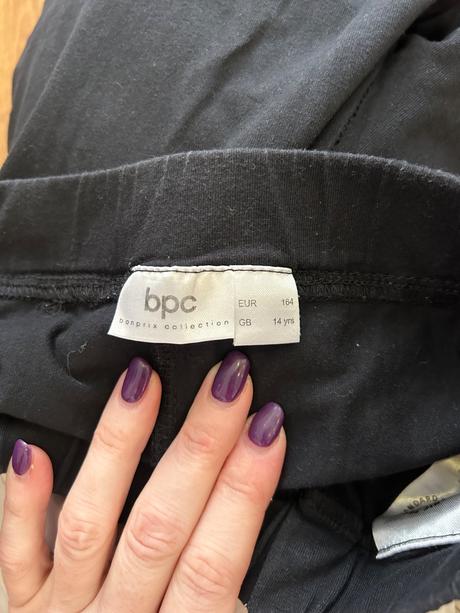 bpc
bonprix collection
EUR 164
GB 14 yrs